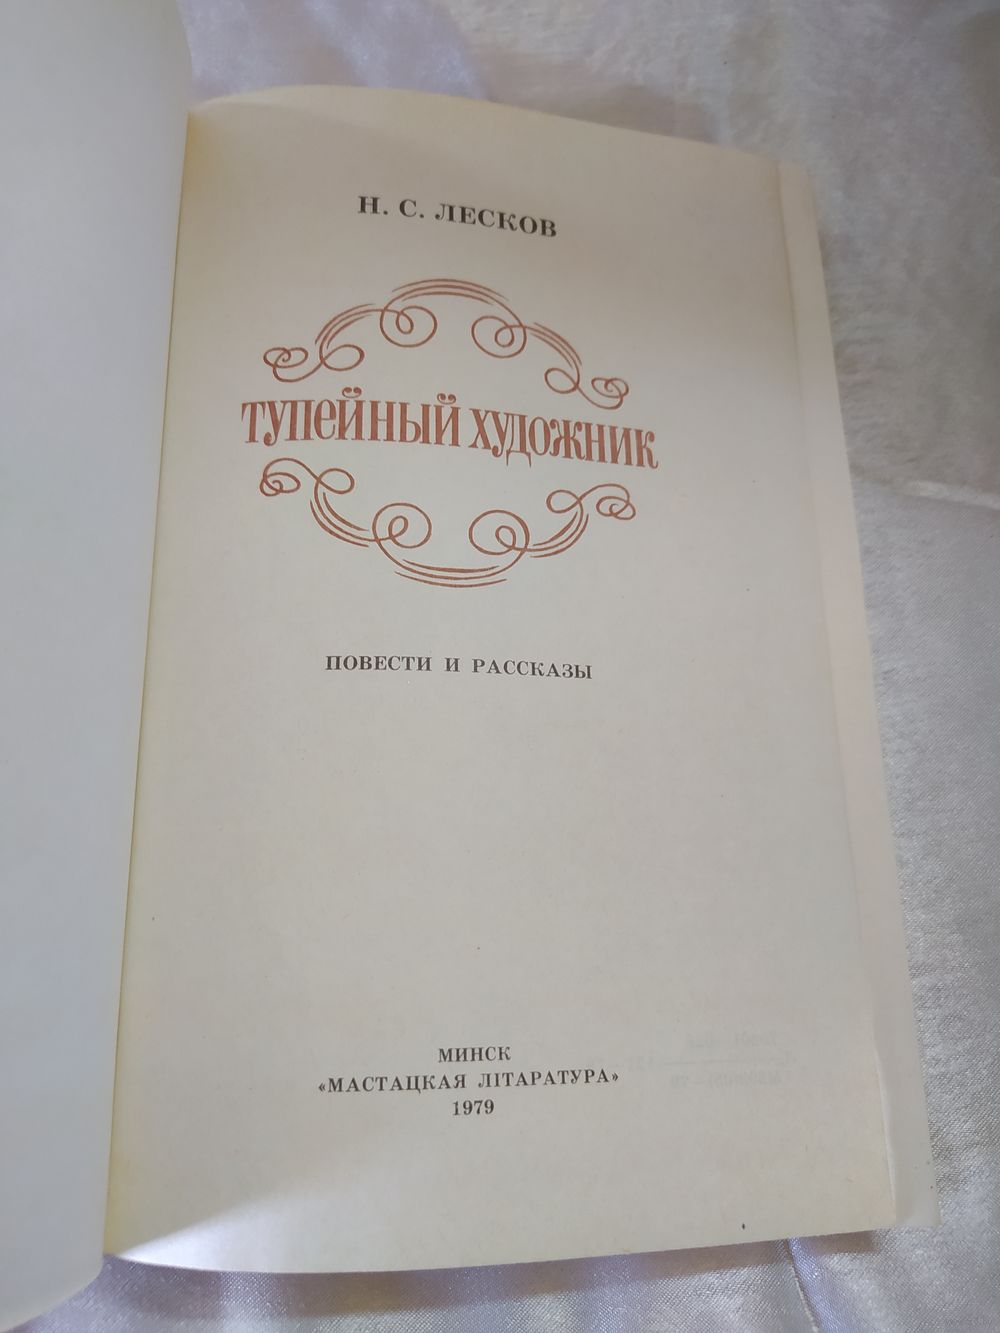 Н. С. ЛЕСКОВ
ТУПЕЙНЫЙ ХУДОЖНИК
ПОВЕСТИ И РАССКАЗЫ
МИНСК
«МАСТАЦКАЯ ЛІТАРАТУРА»
1979